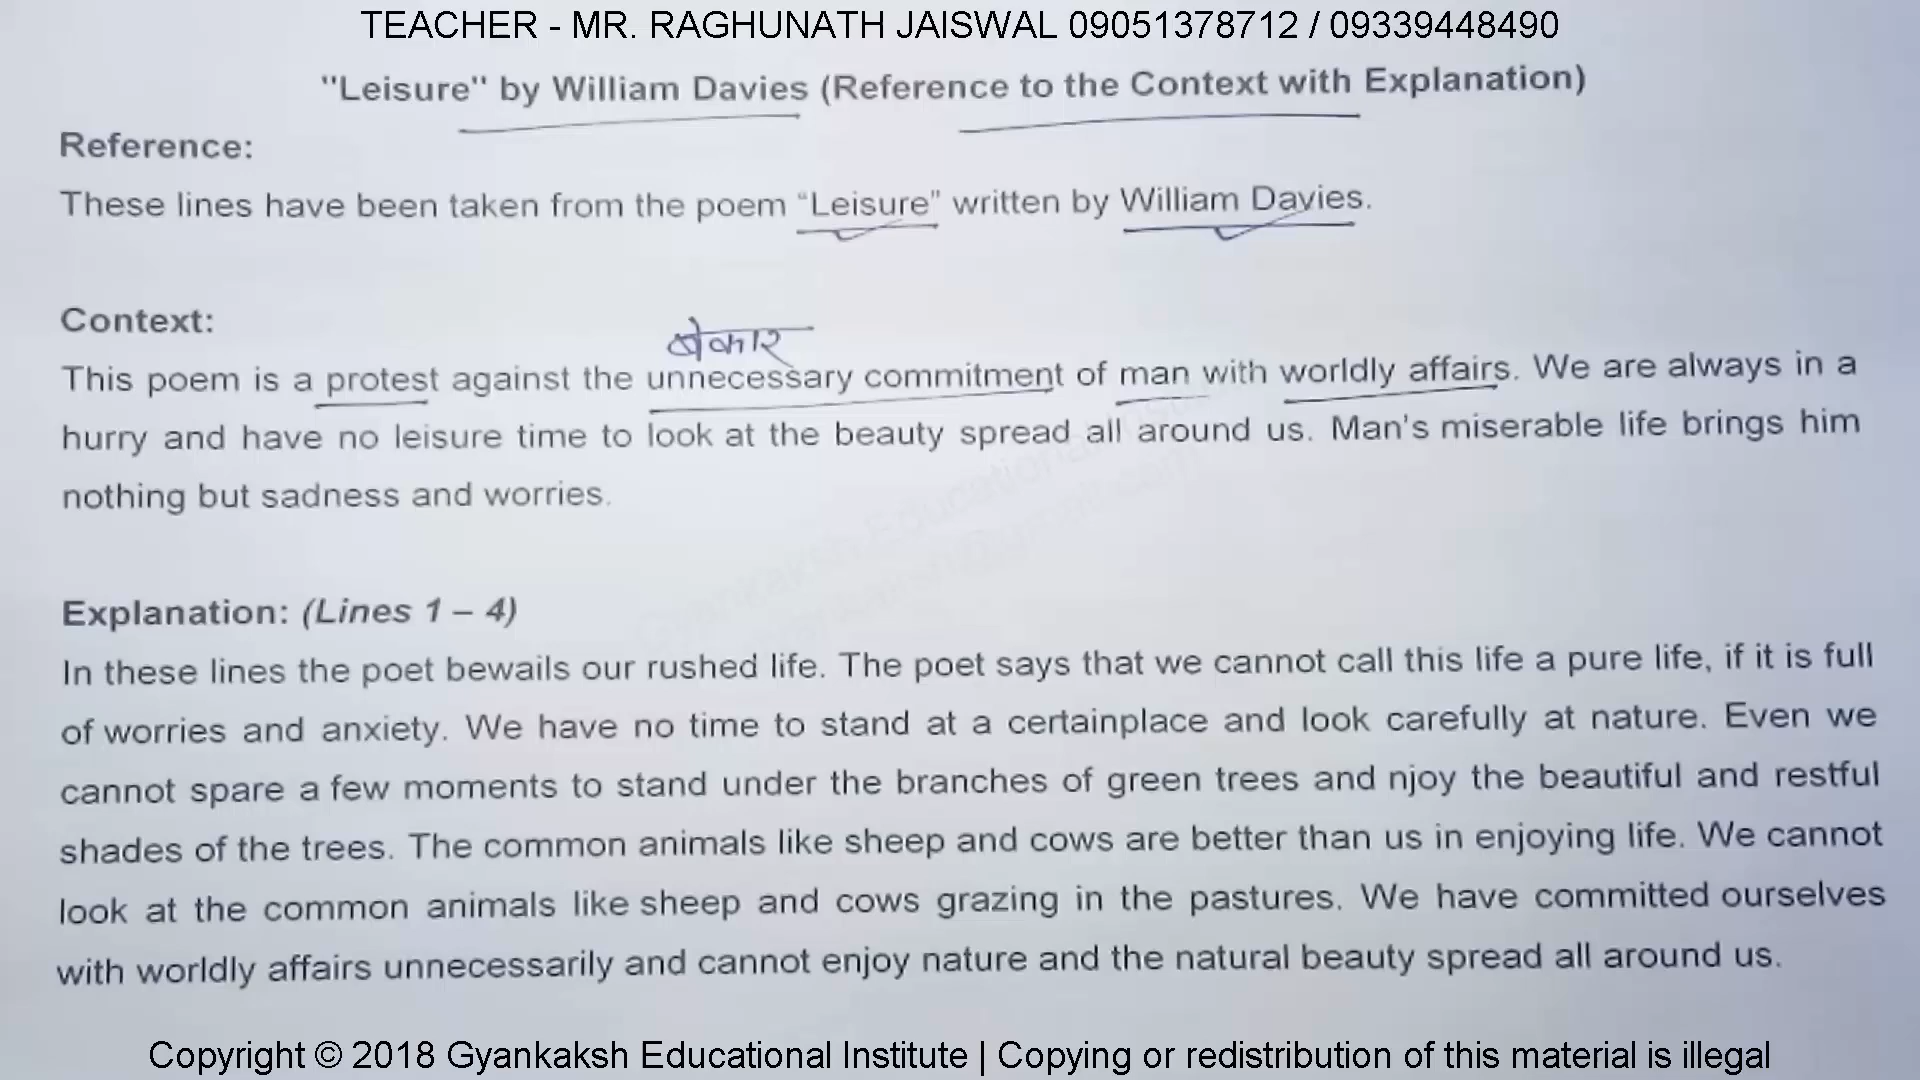 TEACHER - MR. RAGHUNATH JAISWAL 09051378712 / 09339448490
"Leisure" by William Davies (Reference to the Context with Explanation)
Reference:
These lines have been taken from the poem “Leisure” written by William Davies.
Context:
बेकार
This poem is a protest against the unnecessary commitment of man with worldly affairs. We are always in a
hurry and have no leisure time to look at the beauty spread all around us. Man's miserable life brings him
nothing but sadness and worries.
Explanation: (Lines 1 – 4)
In these lines the poet bewails our rushed life. The poet says that we cannot call this life a pure life, if it is full
of worries and anxiety. We have no time to stand at a certainplace and look carefully at nature. Even we
cannot spare a few moments to stand under the branches of green trees and njoy the beautiful and restful
shades of the trees. The common animals like sheep and cows are better than us in enjoying life. We cannot
look at the common animals like sheep and cows grazing in the pastures. We have committed ourselves
with worldly affairs unnecessarily and cannot enjoy nature and the natural beauty spread all around us.
Copyright © 2018 Gyankaksh Educational Institute | Copying or redistribution of this material is illegal